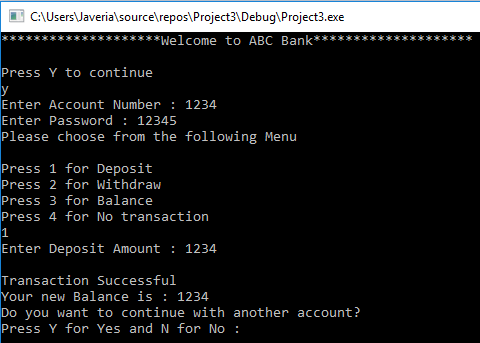 C:\Users\Javeria\source\repos\Project3\Debug\Project3.exe
********************Welcome to ABC Bank********************
Press Y to continue
y
Enter Account Number : 1234
Enter Password : 12345
Please choose from the following Menu
Press 1 for Deposit
Press 2 for Withdraw
Press 3 for Balance
Press 4 for No transaction
1
Enter Deposit Amount : 1234
Transaction Successful
Your new Balance is : 1234
Do you want to continue with another account?
Press Y for Yes and N for No :